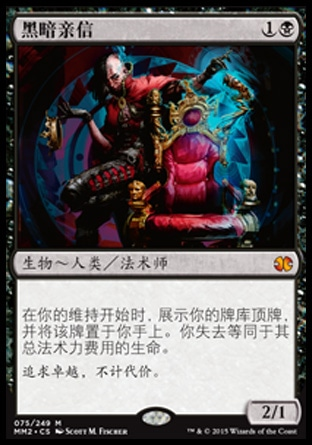 黑暗亲信 1
生物～人类／法术师
在你的维持开始时，展示你的牌库顶牌，
并将该牌置于你手上。你失去等同于其
总法术力费用的生命。
追求卓越，不计代价。
2/1
075/249 M
MM2 • CS Scott M. Fischer
™ & © 2015 Wizards of the Coast